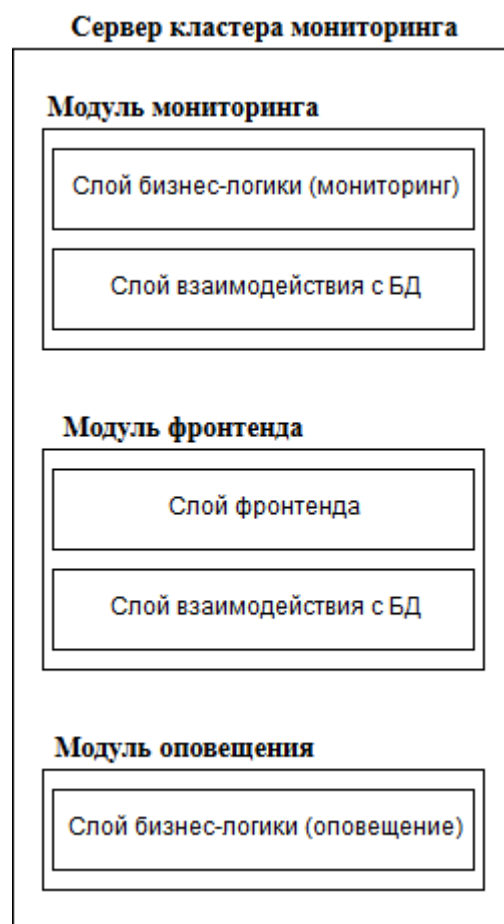 Сервер кластера мониторинга
Модуль мониторинга
Слой бизнес-логики (мониторинг)
Слой взаимодействия с БД
Модуль фронтенда
Слой фронтенда
Слой взаимодействия с БД
Модуль оповещения
Слой бизнес-логики (оповещение)